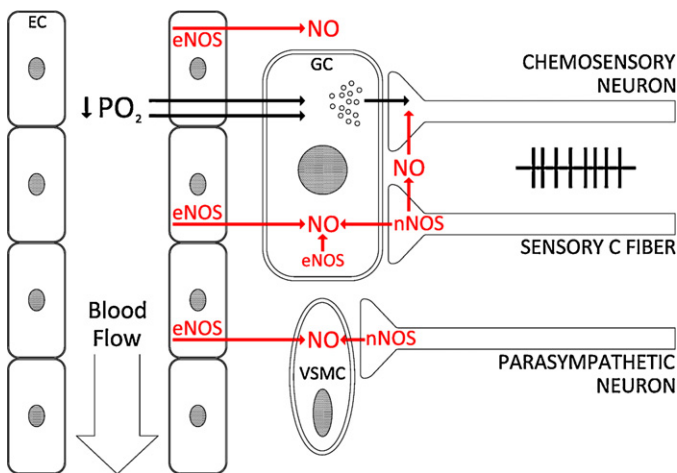 EC
eNOS
NO
GC
CHEMOSENSORY
NEURON
↓ PO₂
NO
eNOS
NO
nNOS
eNOS
SENSORY C FIBER
Blood
Flow
eNOS
NO
nNOS
VSMC
PARASYMPATHETIC
NEURON